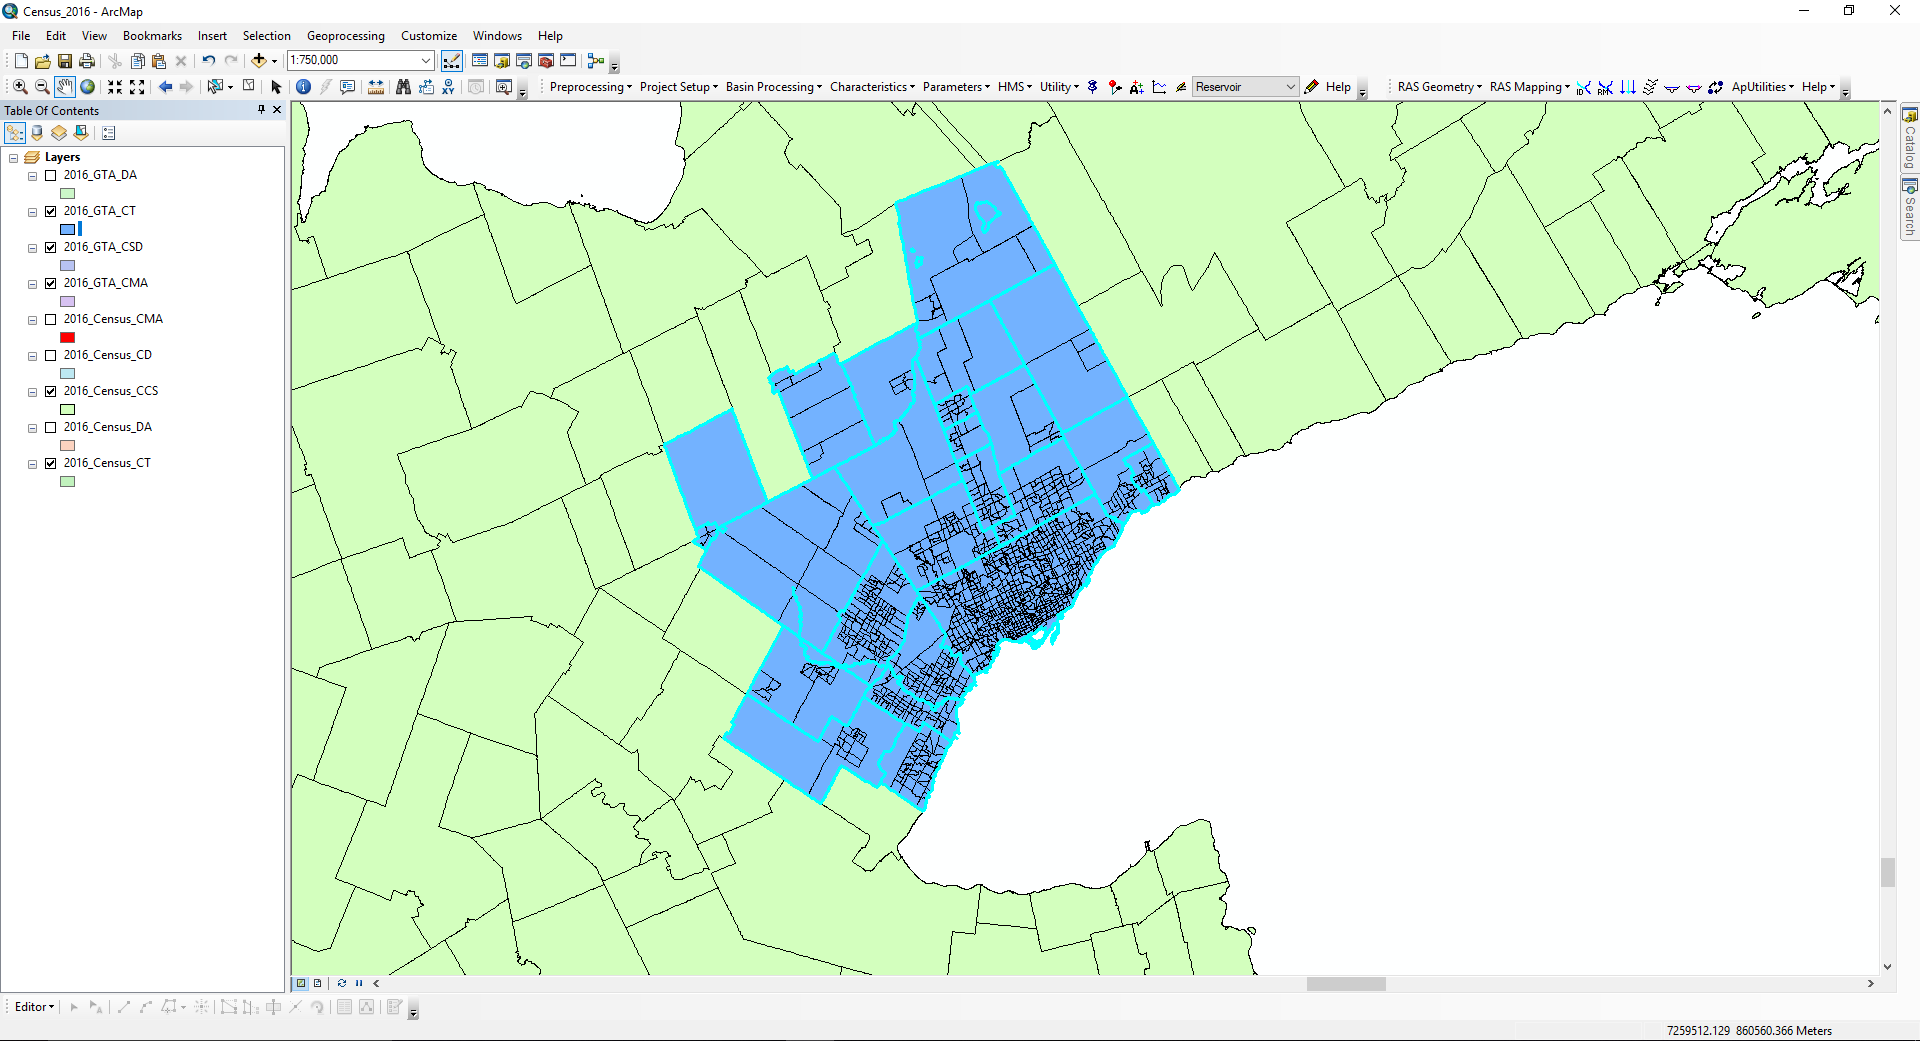 Census_2016 - ArcMap
File Edit View Bookmarks Insert Selection Geoprocessing Customize Windows Help
1:750,000
Preprocessing Project Setup Basin Processing Characteristics Parameters HMS Utility Reservoir Help RAS Geometry RAS Mapping ApUtilities Help
Table Of Contents
Layers
2016_GTA_DA
2016_GTA_CT
2016_GTA_CSD
2016_GTA_CMA
2016_Census_CMA
2016_Census_CD
2016_Census_CCS
2016_Census_DA
2016_Census_CT
Catalog
Search
Editor
7259512.129 860560.366 Meters